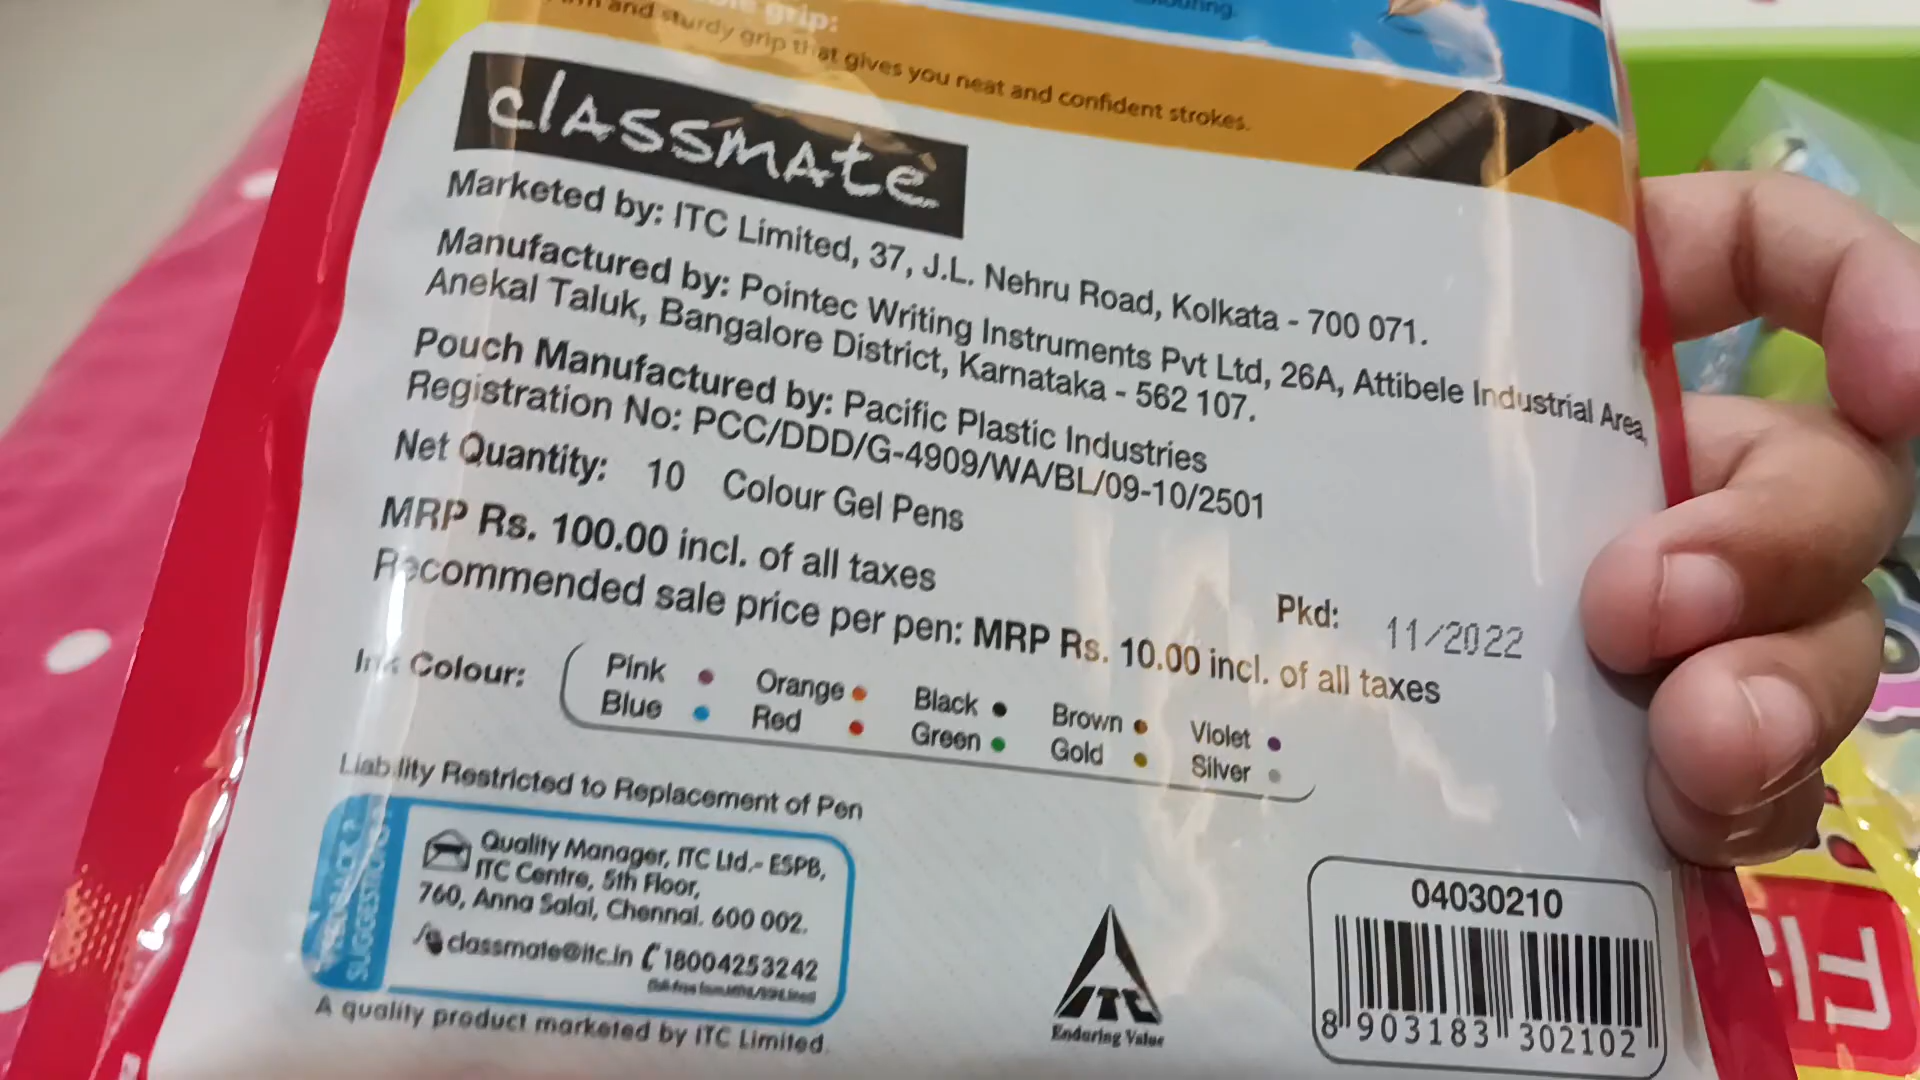 grip:
and sturdy grip that gives you neat and confident strokes.
classmate
Marketed by: ITC Limited, 37, J.L. Nehru Road, Kolkata - 700 071.
Manufactured by: Pointec Writing Instruments Pvt Ltd, 26A, Attibele Industrial Area,
Anekal Taluk, Bangalore District, Karnataka - 562 107.
Pouch Manufactured by: Pacific Plastic Industries
Registration No: PCC/DDD/G-4909/WA/BL/09-10/2501
Net Quantity: 10 Colour Gel Pens
MRP Rs. 100.00 incl. of all taxes
Pkd: 11/2022
Recommended sale price per pen: MRP Rs. 10.00 incl. of all taxes
Ink Colour:
Pink Orange Black Brown Violet
Blue Red Green Gold Silver
Liability Restricted to Replacement of Pen
FEEDBACK ?
SUGGESTION ?
Quality Manager, ITC Ltd.- ESPB,
ITC Centre, 5th Floor,
760, Anna Salai, Chennai. 600 002.
classmate@itc.in 18004253242
A quality product marketed by ITC Limited.
ITC
Enduring Value
04030210
8 903183 302102